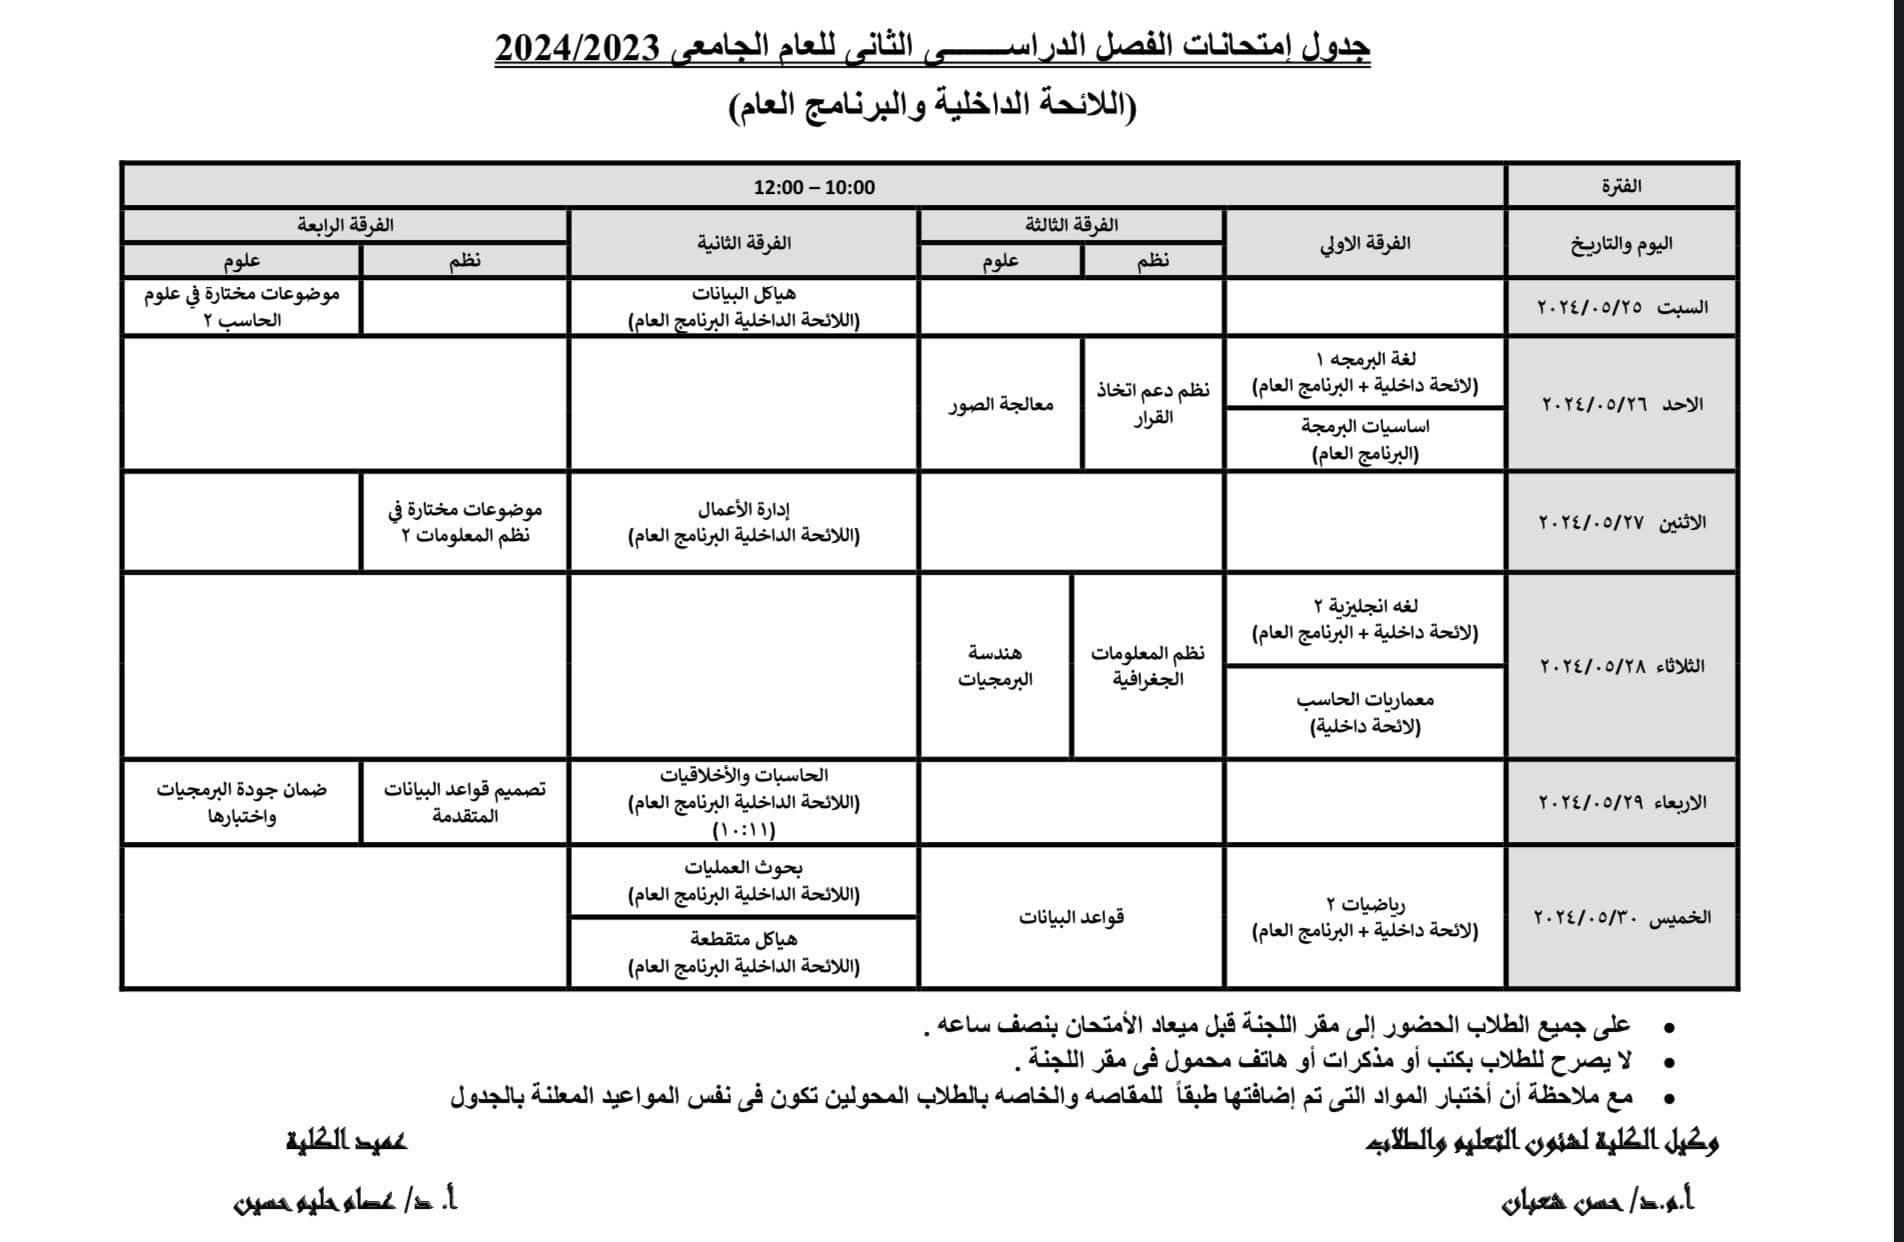 جدول إمتحانات الفصل الدراســـــى الثانى للعام الجامعى 2024/2023
(اللائحة الداخلية والبرنامج العام)
الفترة
10:00 – 12:00
اليوم والتاريخ
الفرقة الاولي
الفرقة الثالثة
نظم
علوم
الفرقة الثانية
الفرقة الرابعة
نظم
علوم
السبت ٢٠٢٤/٠٥/٢٥
هياكل البيانات
(اللائحة الداخلية البرنامج العام)
موضوعات مختارة في علوم
الحاسب ٢
الاحد ٢٠٢٤/٠٥/٢٦
لغة البرمجه ١
(لائحة داخلية + البرنامج العام)
اساسيات البرمجة
(البرنامج العام)
نظم دعم اتخاذ
القرار
معالجة الصور
الاثنين ٢٠٢٤/٠٥/٢٧
إدارة الأعمال
(اللائحة الداخلية البرنامج العام)
موضوعات مختارة في
نظم المعلومات ٢
الثلاثاء ٢٠٢٤/٠٥/٢٨
لغه انجليزية ٢
(لائحة داخلية + البرنامج العام)
معماريات الحاسب
(لائحة داخلية)
نظم المعلومات
الجغرافية
هندسة
البرمجيات
الاربعاء ٢٠٢٤/٠٥/٢٩
الحاسبات والأخلاقيات
(اللائحة الداخلية البرنامج العام)
(١٠:١١)
تصميم قواعد البيانات
المتقدمة
ضمان جودة البرمجيات
واختبارها
الخميس ٢٠٢٤/٠٥/٣٠
رياضيات ٢
(لائحة داخلية + البرنامج العام)
قواعد البيانات
بحوث العمليات
(اللائحة الداخلية البرنامج العام)
هياكل متقطعة
(اللائحة الداخلية البرنامج العام)
• على جميع الطلاب الحضور إلى مقر اللجنة قبل ميعاد الأمتحان بنصف ساعه .
• لا يصرح للطلاب بكتب أو مذكرات أو هاتف محمول فى مقر اللجنة .
• مع ملاحظة أن أختبار المواد التى تم إضافتها طبقاً للمقاصه والخاصه بالطلاب المحولين تكون فى نفس المواعيد المعلنة بالجدول
وكيل الكلية لشئون التعليم والطلاب
عميد الكلية
أ.م.د/ حسن شعبان
أ. د/ عصام حليم حسين